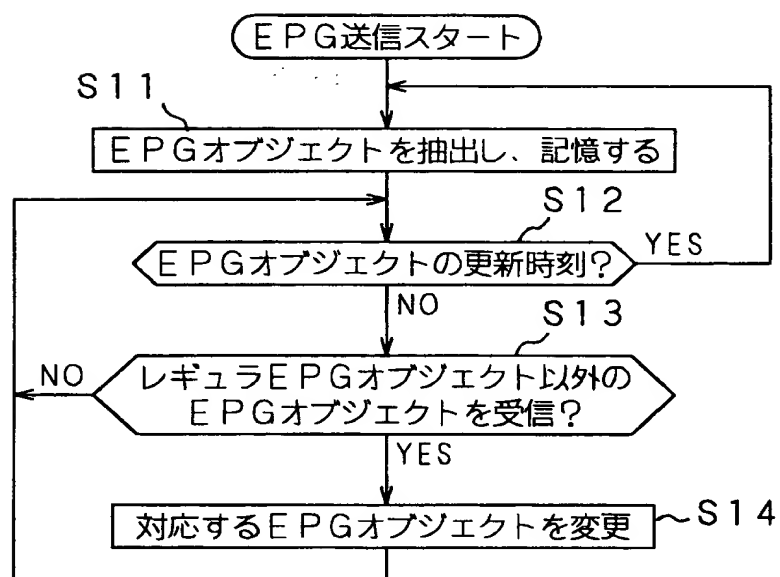 ＥＰＧ送信スタート
Ｓ１１
ＥＰＧオブジェクトを抽出し、記憶する
Ｓ１２
ＥＰＧオブジェクトの更新時刻？
YES
NO
Ｓ１３
レギュラＥＰＧオブジェクト以外の
ＥＰＧオブジェクトを受信？
NO
YES
対応するＥＰＧオブジェクトを変更
Ｓ１４